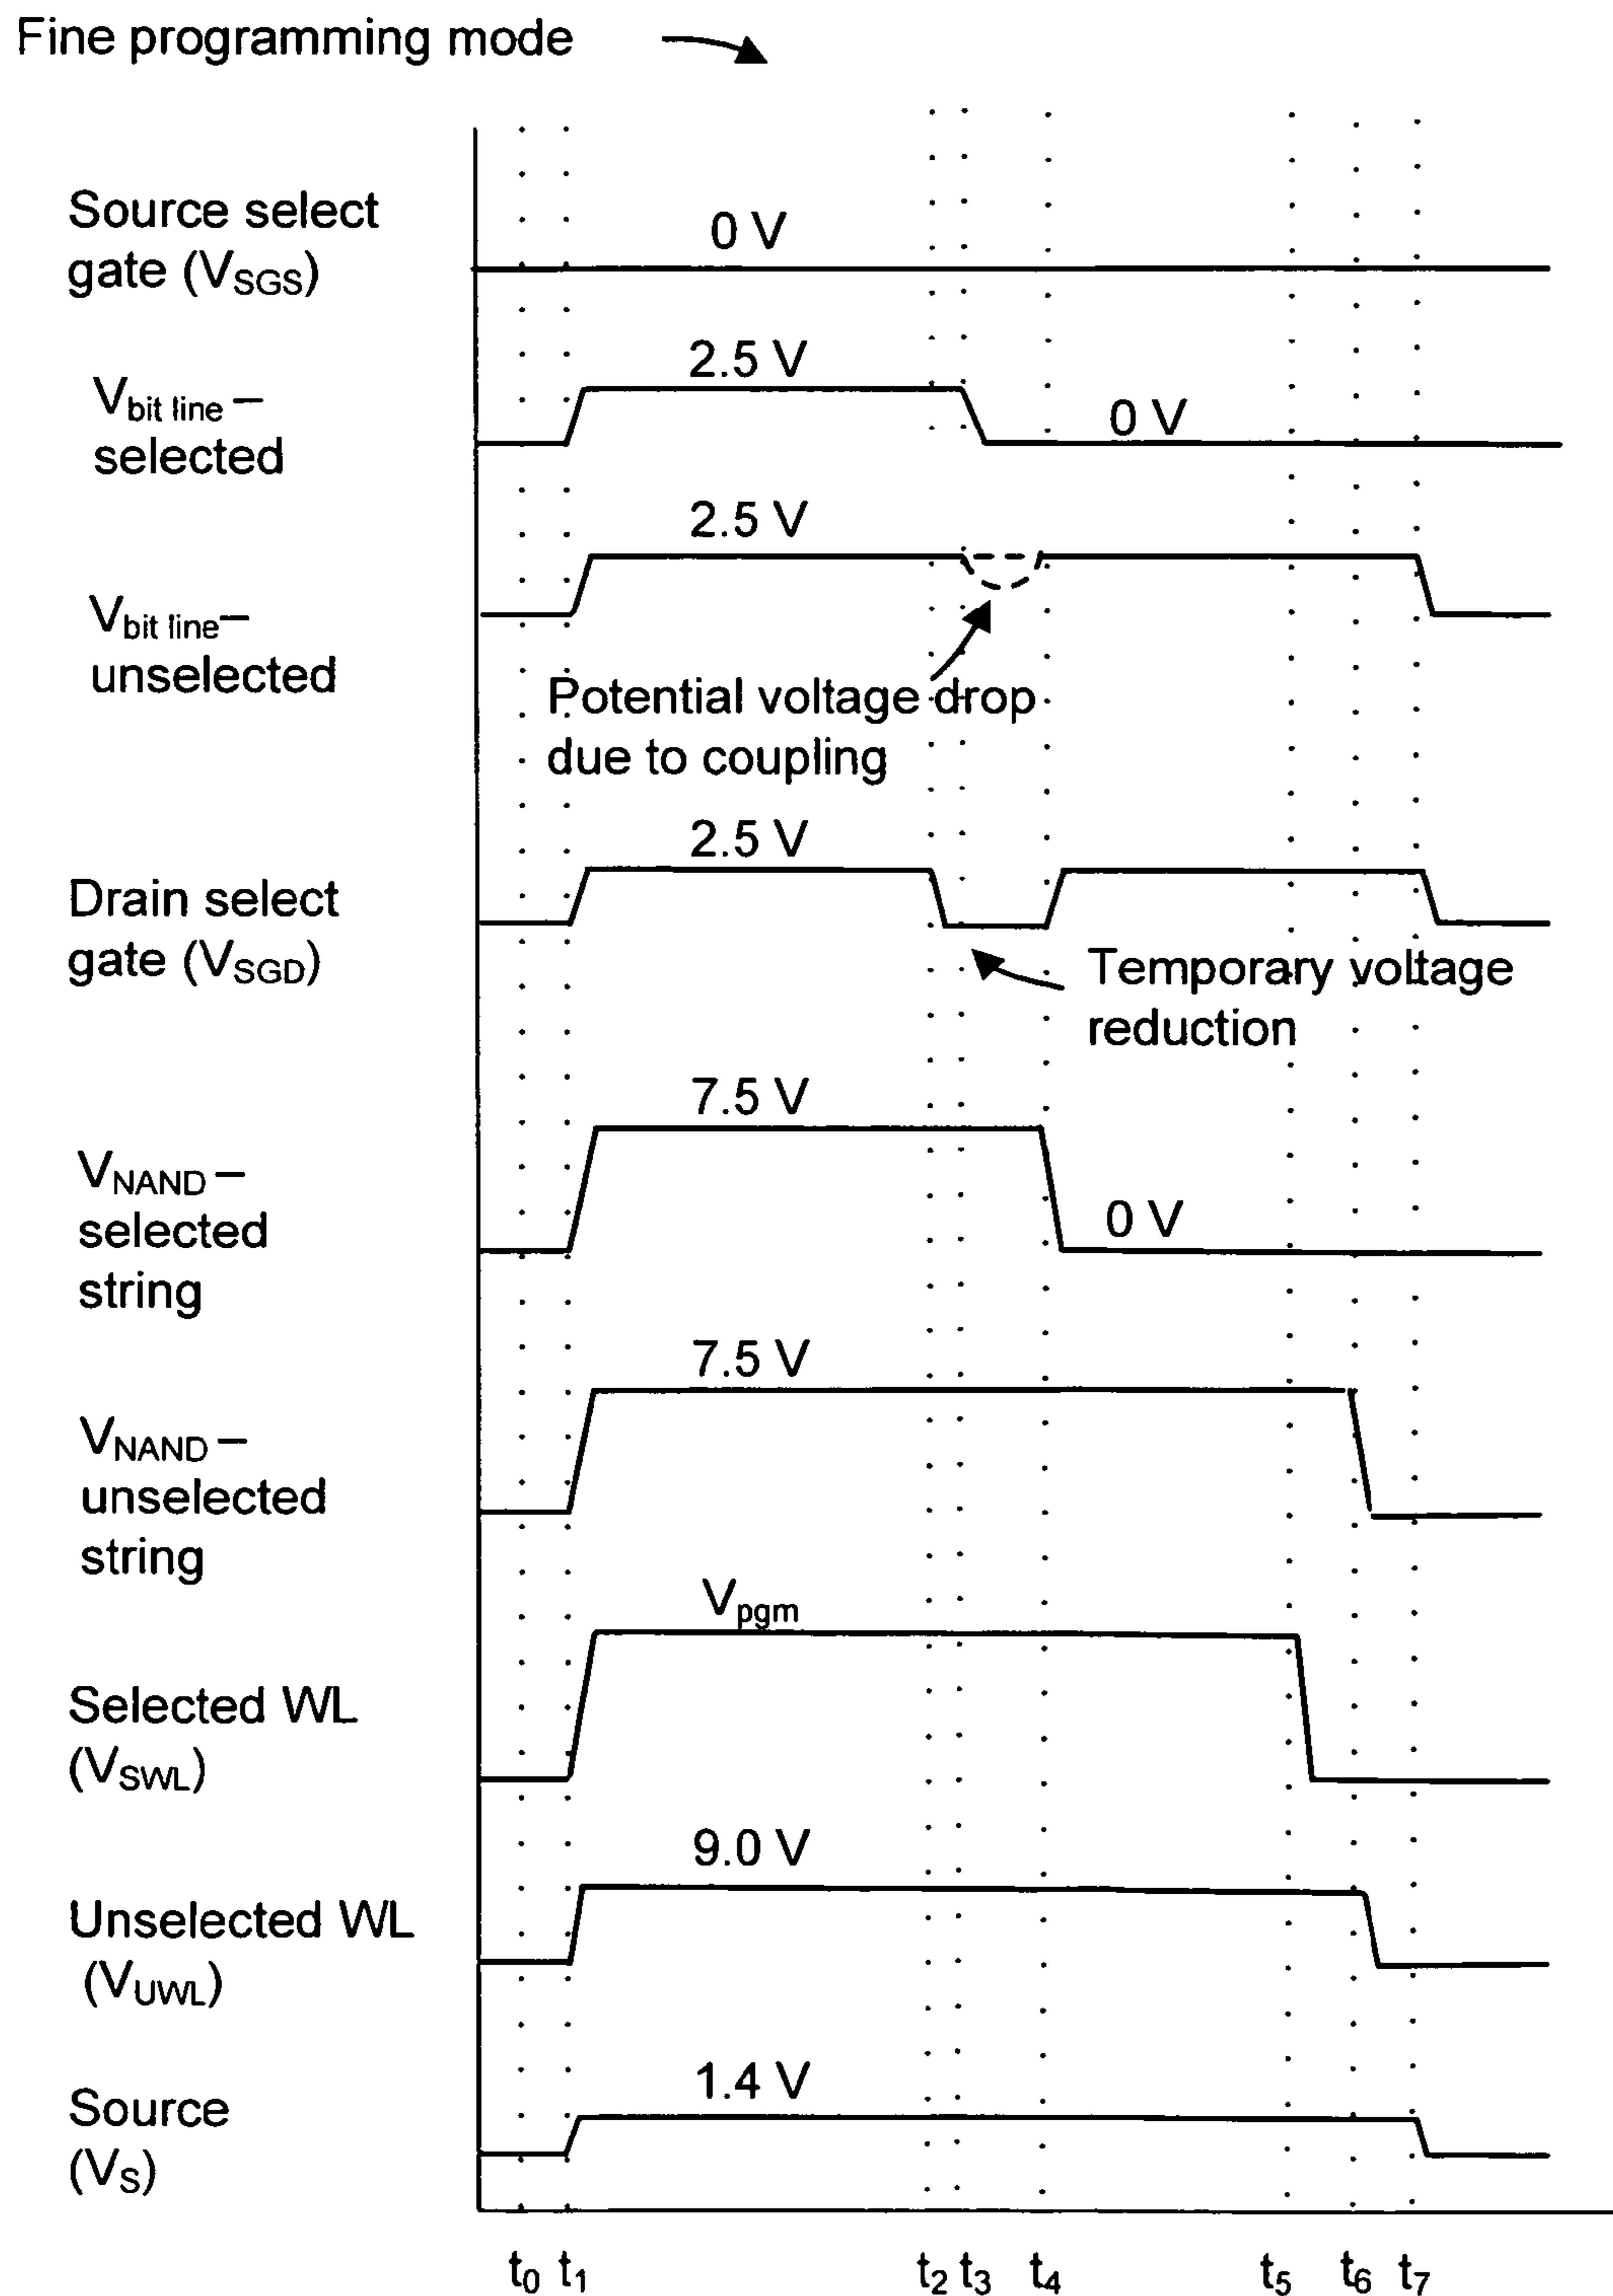 Fine programming mode
Source select
gate (VSGS)
0 V
Vbit line –
selected
2.5 V
0 V
Vbit line–
unselected
2.5 V
Potential voltage drop
due to coupling
Drain select
gate (VSGD)
2.5 V
Temporary voltage
reduction
VNAND –
selected
string
7.5 V
0 V
VNAND –
unselected
string
7.5 V
Selected WL
(VSWL)
Vpgm
Unselected WL
(VUWL)
9.0 V
Source
(VS)
1.4 V
t0 t1 t2 t3 t4 t5 t6 t7